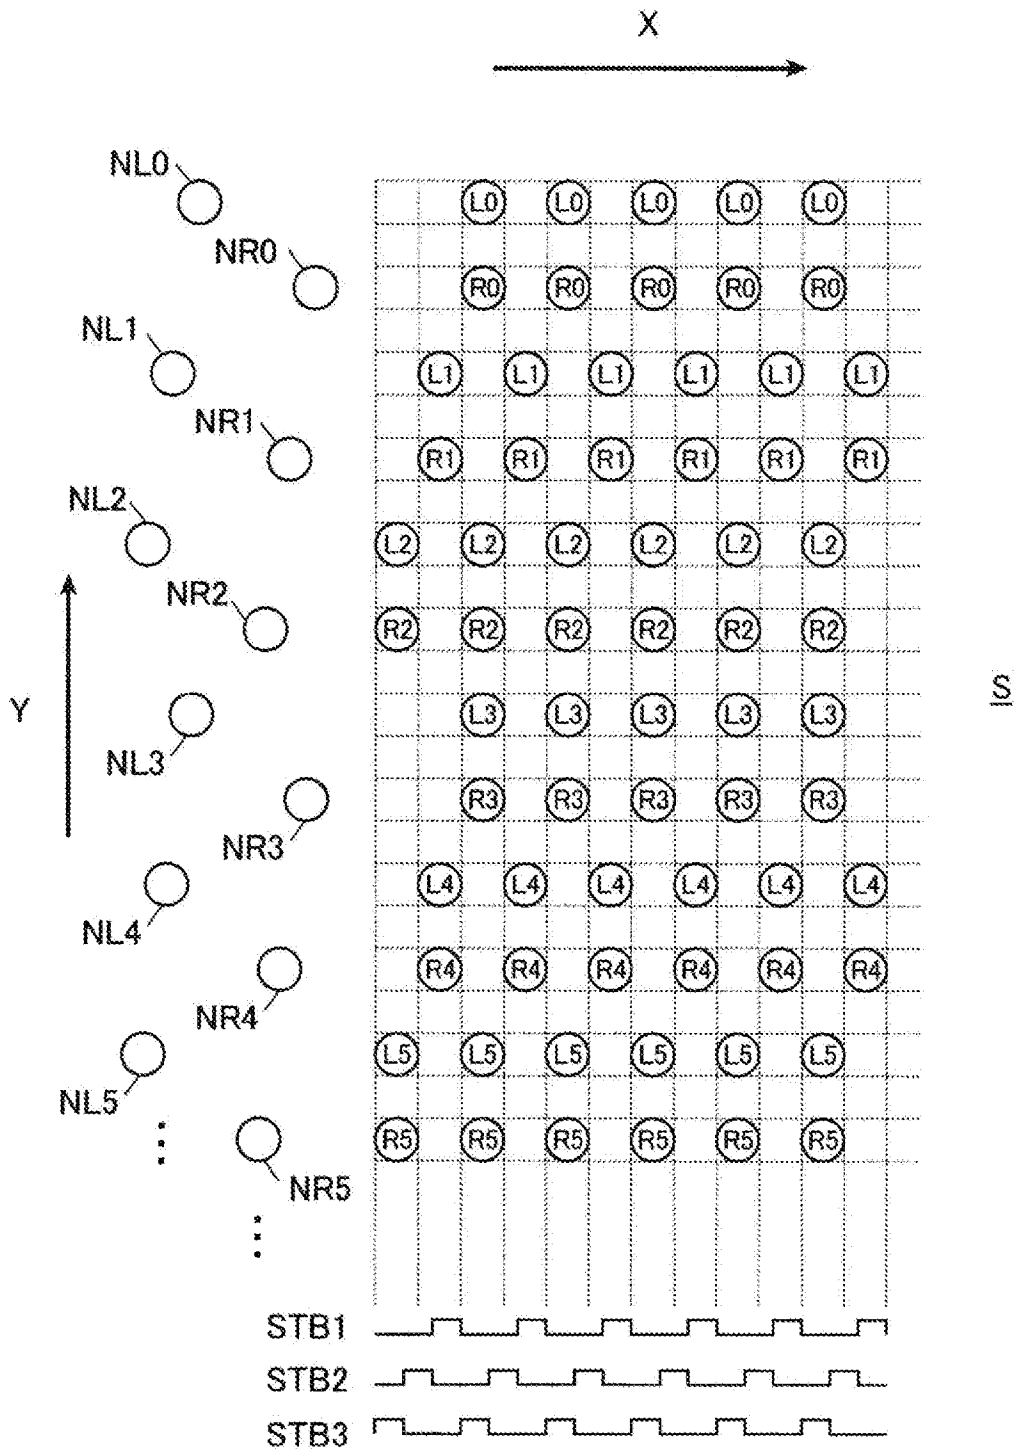 X
NL0
L0 L0 L0 L0 L0
NR0
R0 R0 R0 R0 R0
NL1
L1 L1 L1 L1 L1 L1
NR1
R1 R1 R1 R1 R1 R1
NL2
L2 L2 L2 L2 L2 L2
NR2
R2 R2 R2 R2 R2 R2
Y
S
L3 L3 L3 L3 L3
NL3
R3 R3 R3 R3 R3
NR3
L4 L4 L4 L4 L4 L4
NL4
R4 R4 R4 R4 R4 R4
NR4
L5 L5 L5 L5 L5 L5
NL5
R5 R5 R5 R5 R5 R5
NR5
STB1
STB2
STB3